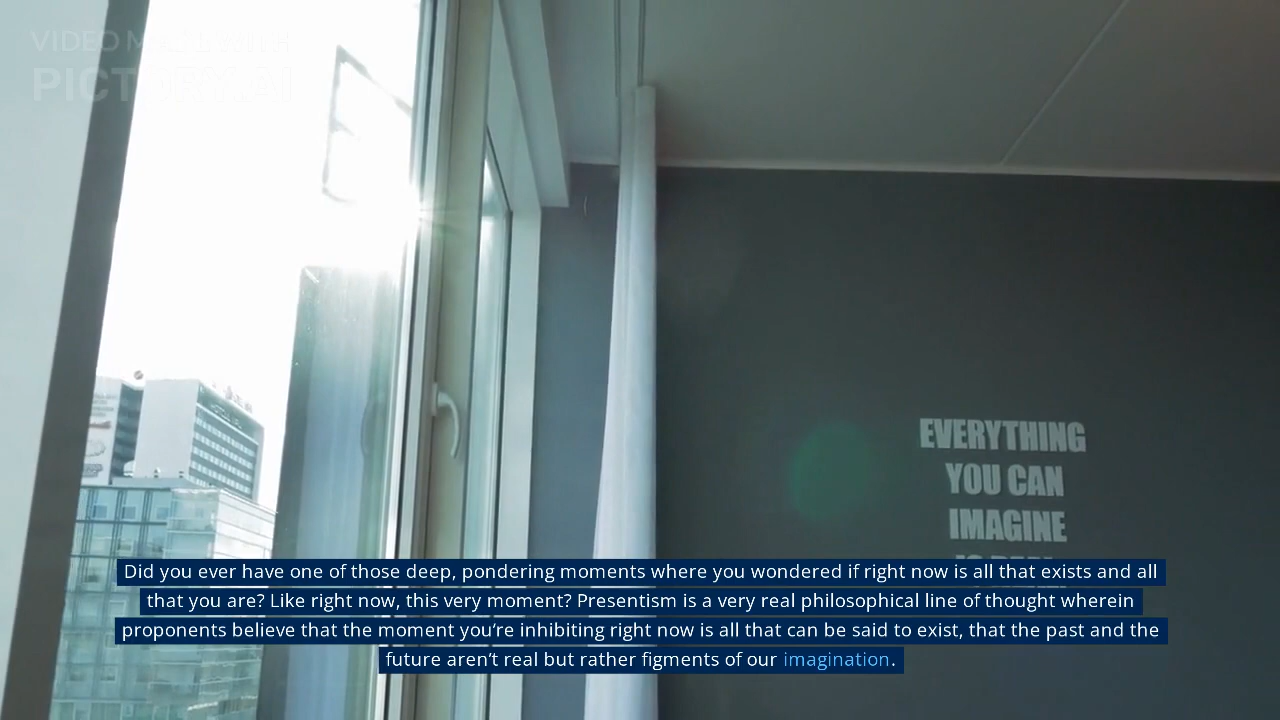 VIDEO MADE WITH
PICTORY.AI
EVERYTHING
YOU CAN
IMAGINE
Did you ever have one of those deep, pondering moments where you wondered if right now is all that exists and all
that you are? Like right now, this very moment? Presentism is a very real philosophical line of thought wherein
proponents believe that the moment you're inhibiting right now is all that can be said to exist, that the past and the
future aren't real but rather figments of our imagination.